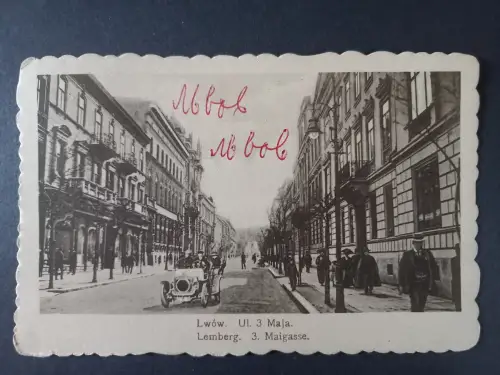 Львов
Львов
Lwów. Ul. 3 Maja.
Lemberg. 3. Maigasse.